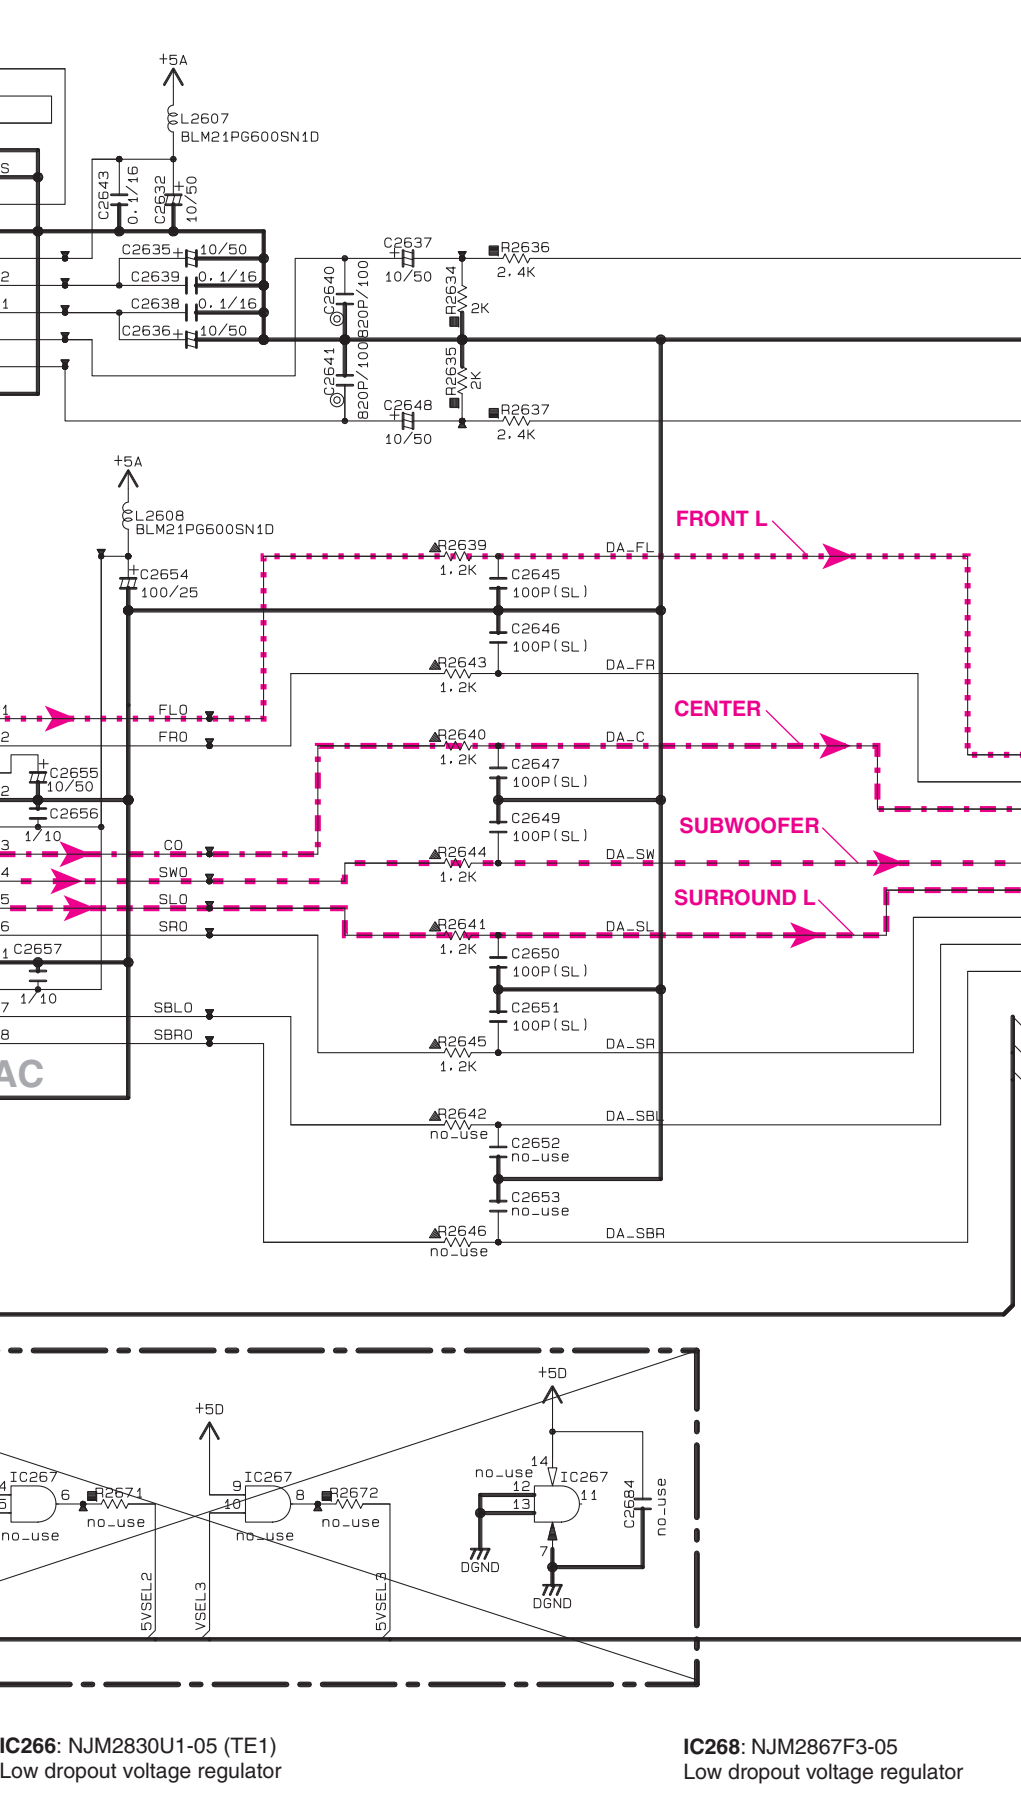 +5A
L2607
BLM21PG600SN1D
S
C2643
0.1/16
C2632
10/50
C2635 10/50
2 C2639 0.1/16
1 C2638 0.1/16
C2636 10/50
C2640
820P/100
C2641
820P/100
C2637
10/50
R2634
2K
R2635
2K
R2636
2.4K
C2648
10/50
R2637
2.4K
+5A
L2608
BLM21PG600SN1D
C2654
100/25
FRONT L
R2639
1.2K
DA_FL
C2645
100P(SL)
C2646
100P(SL)
R2643
1.2K
DA_FR
1 FLO
2 FRO
CENTER
R2640
1.2K
DA_C
C2655
10/50
2
C2656
1/10
C2647
100P(SL)
C2649
100P(SL)
SUBWOOFER
3 CO
R2644
1.2K
DA_SW
4 SWO
5 SLO
SURROUND L
6 SRO
R2641
1.2K
DA_SL
1 C2657
1/10
C2650
100P(SL)
C2651
100P(SL)
7 SBLO
8 SBRO
R2645
1.2K
DA_SR
AC
R2642
no_use
DA_SBL
C2652
no_use
C2653
no_use
R2646
no_use
DA_SBR
+5D
+5D
4
5
IC267
6
no_use
R2671
no_use
9
10
IC267
8
no_use
R2672
no_use
14
no_use
12
13
IC267
11
7
C2684
no_use
DGND
DGND
5VSEL2
VSEL3
5VSEL3
IC266: NJM2830U1-05 (TE1)
Low dropout voltage regulator
IC268: NJM2867F3-05
Low dropout voltage regulator